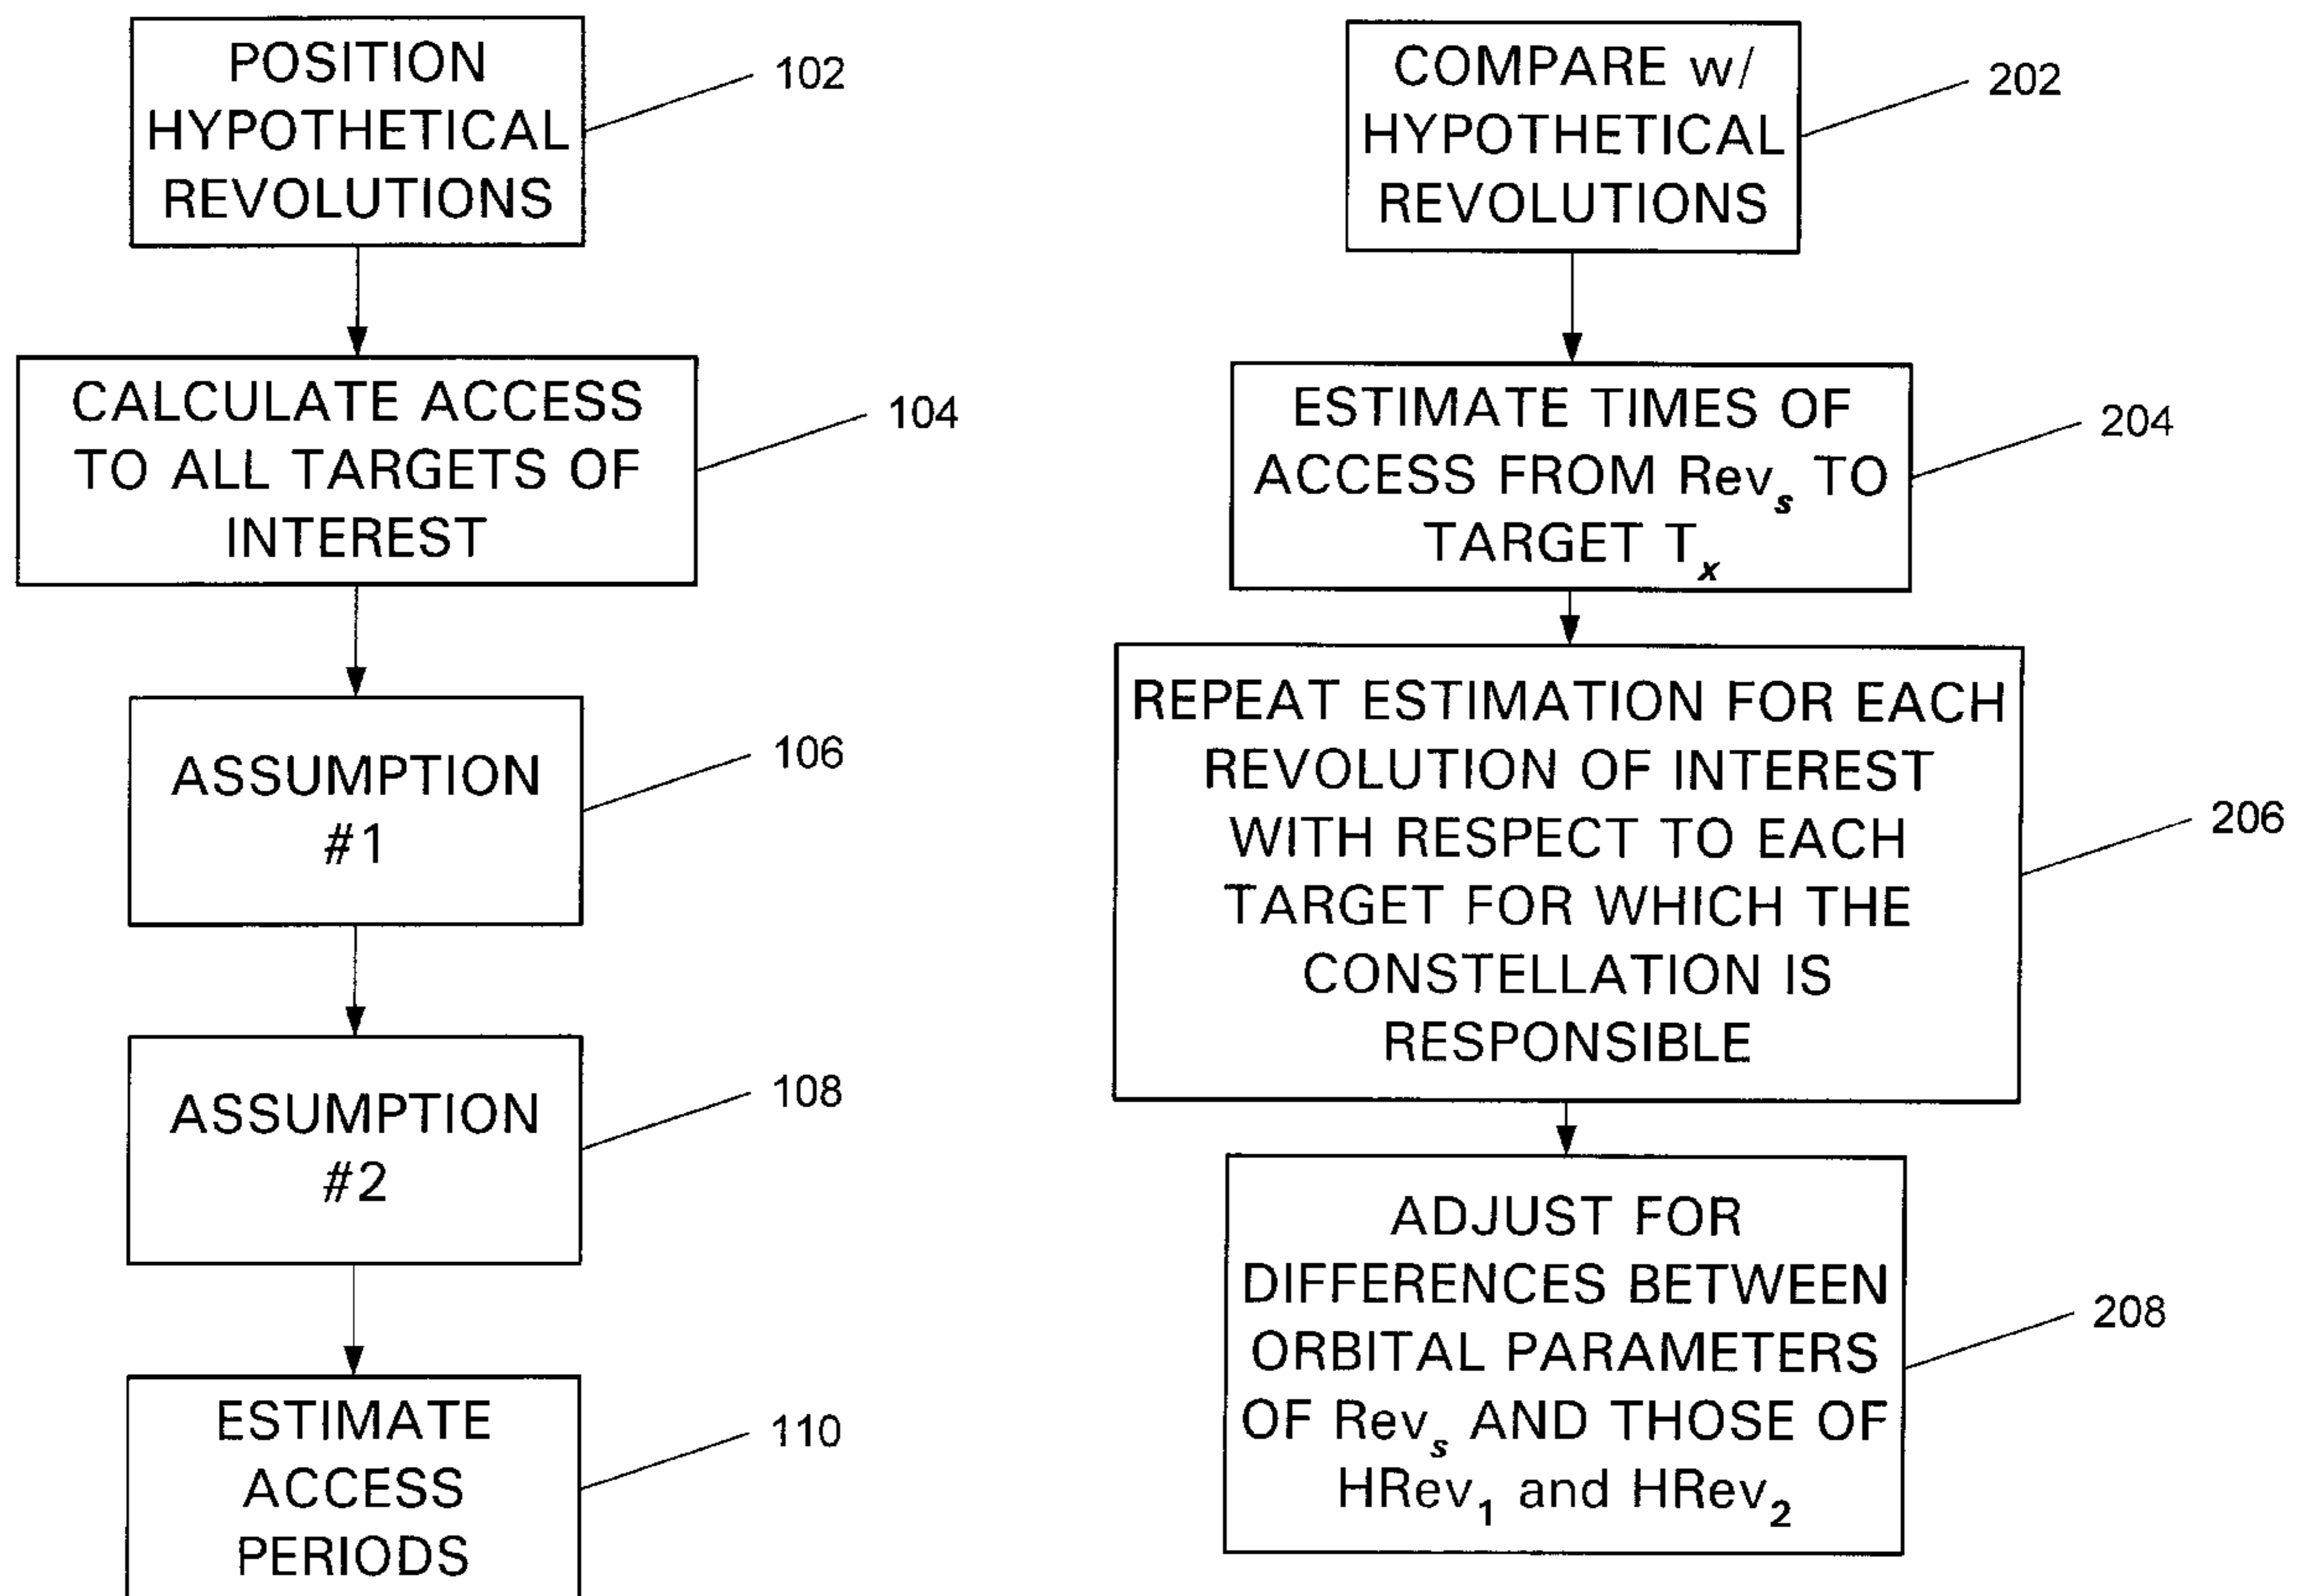 POSITION
HYPOTHETICAL
REVOLUTIONS
102
CALCULATE ACCESS
TO ALL TARGETS OF
INTEREST
104
ASSUMPTION
#1
106
ASSUMPTION
#2
108
ESTIMATE
ACCESS
PERIODS
110
COMPARE w/
HYPOTHETICAL
REVOLUTIONS
202
ESTIMATE TIMES OF
ACCESS FROM Revₛ TO
TARGET Tₓ
204
REPEAT ESTIMATION FOR EACH
REVOLUTION OF INTEREST
WITH RESPECT TO EACH
TARGET FOR WHICH THE
CONSTELLATION IS
RESPONSIBLE
206
ADJUST FOR
DIFFERENCES BETWEEN
ORBITAL PARAMETERS
OF Revₛ AND THOSE OF
HRev₁ and HRev₂
208